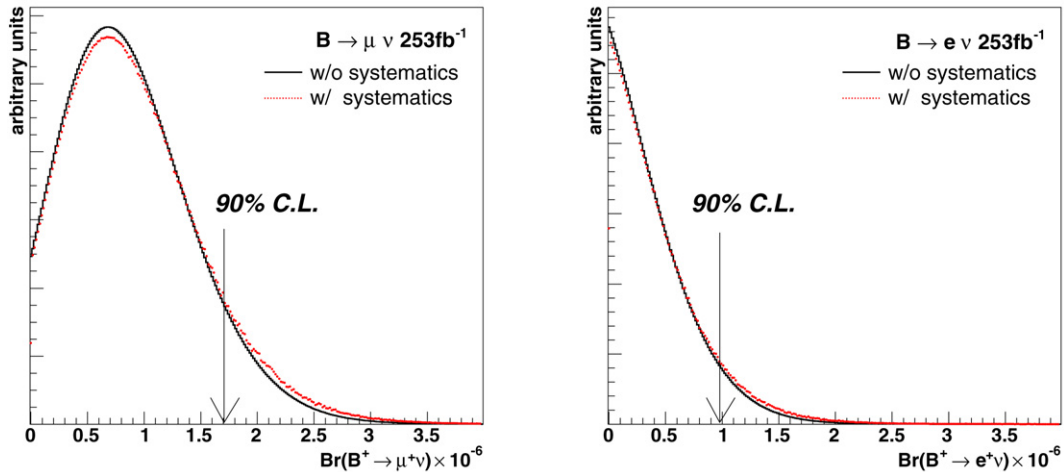 arbitrary units
B → μ ν 253fb⁻¹
w/o systematics
w/ systematics
90% C.L.
0 0.5 1 1.5 2 2.5 3 3.5
Br(B⁺ → μ⁺ν) × 10⁻⁶
arbitrary units
B → e ν 253fb⁻¹
w/o systematics
w/ systematics
90% C.L.
0 0.5 1 1.5 2 2.5 3 3.5
Br(B⁺ → e⁺ν) × 10⁻⁶